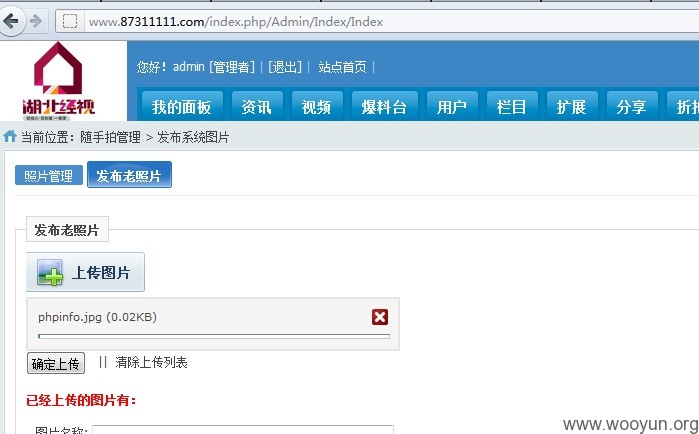 www.87311111.com/index.php/Admin/Index/Index
湖北经视
您好！admin [管理者] | [退出] | 站点首页 |
我的面板 资讯 视频 爆料台 用户 栏目 扩展 分享 折扣
当前位置：随手拍管理 > 发布系统图片
照片管理 发布老照片
发布老照片
上传图片
phpinfo.jpg (0.02KB)
确定上传 || 清除上传列表
已经上传的图片有：
图片名称:
www.wooyun.org